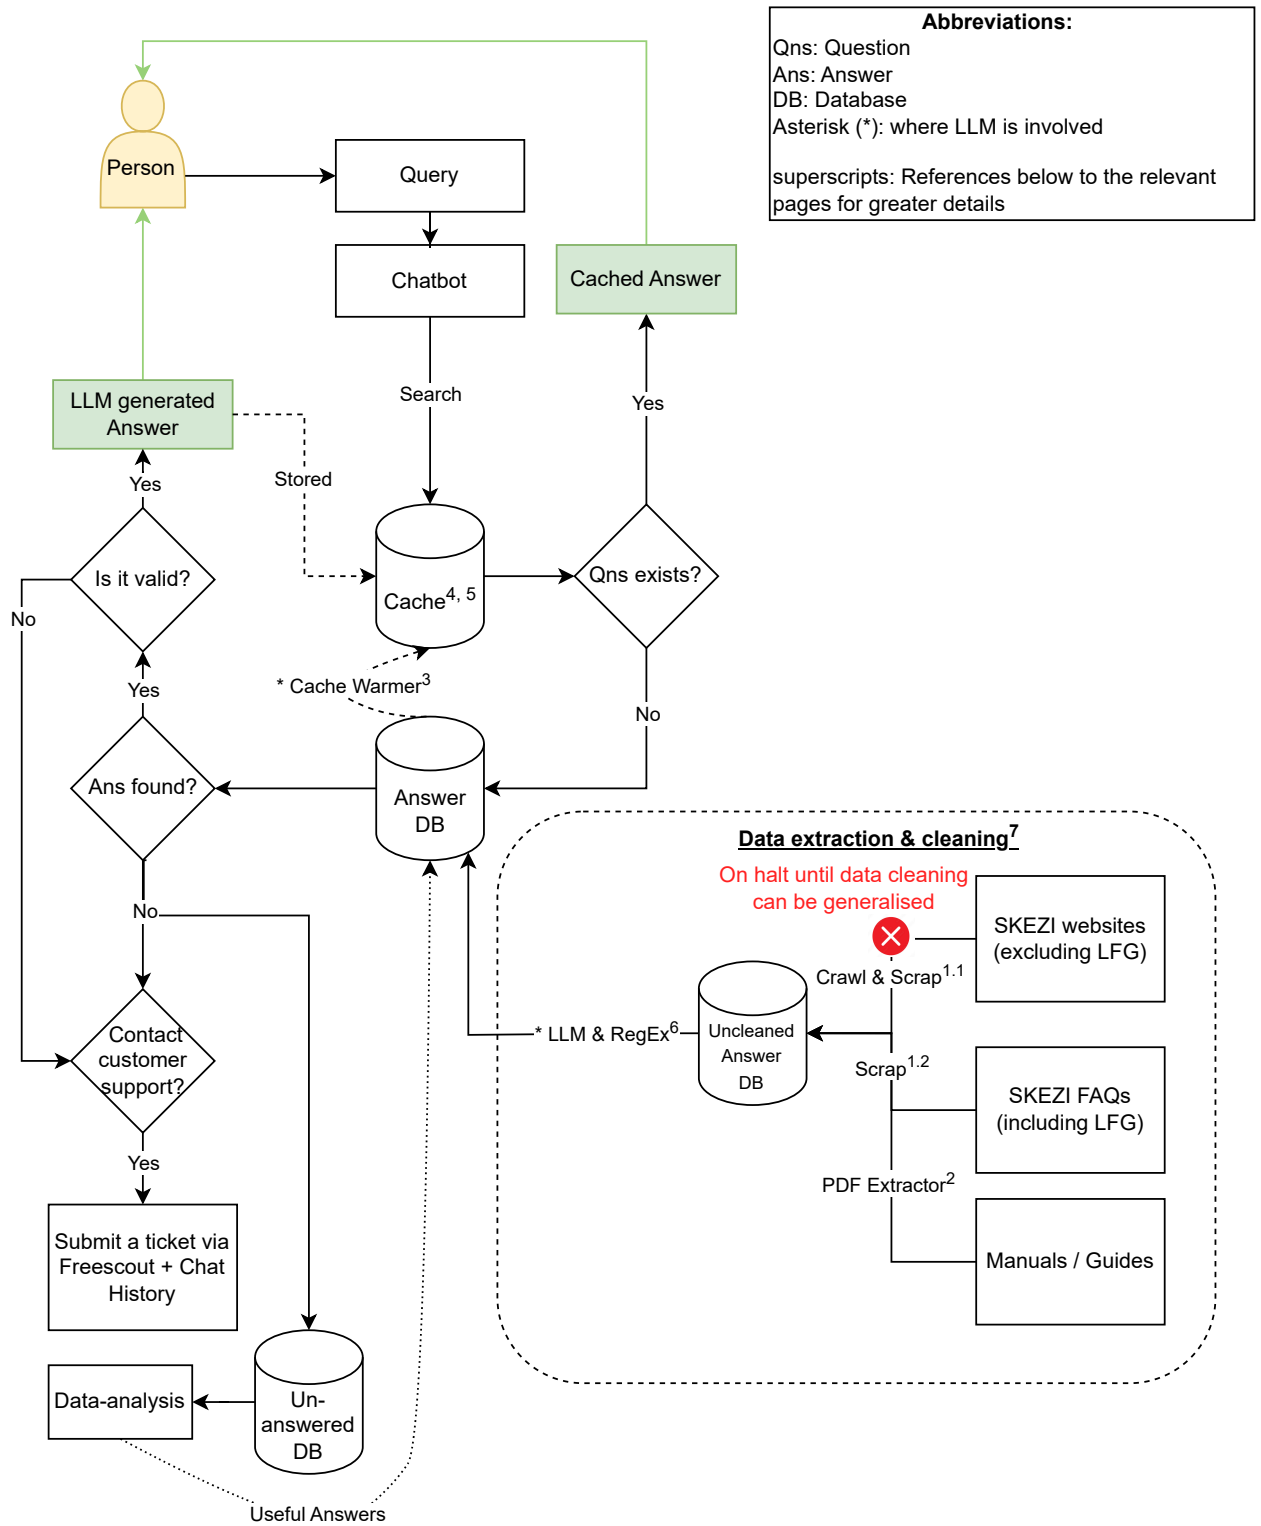 Abbreviations:
Qns: Question
Ans: Answer
DB: Database
Asterisk (*): where LLM is involved
superscripts: References below to the relevant
pages for greater details
Person
Query
Chatbot
Cached Answer
Search
Yes
LLM generated
Answer
Stored
Yes
Is it valid?
No
Cache4, 5
Qns exists?
* Cache Warmer3
Yes
No
Ans found?
Answer
DB
Data extraction & cleaning7
On halt until data cleaning
can be generalised
SKEZI websites
(excluding LFG)
Crawl & Scrap1.1
No
* LLM & RegEx6
Uncleaned
Answer
DB
Scrap1.2
SKEZI FAQs
(including LFG)
PDF Extractor2
Manuals / Guides
Contact
customer
support?
Yes
Submit a ticket via
Freescout + Chat
History
Data-analysis
Un-
answered
DB
Useful Answers